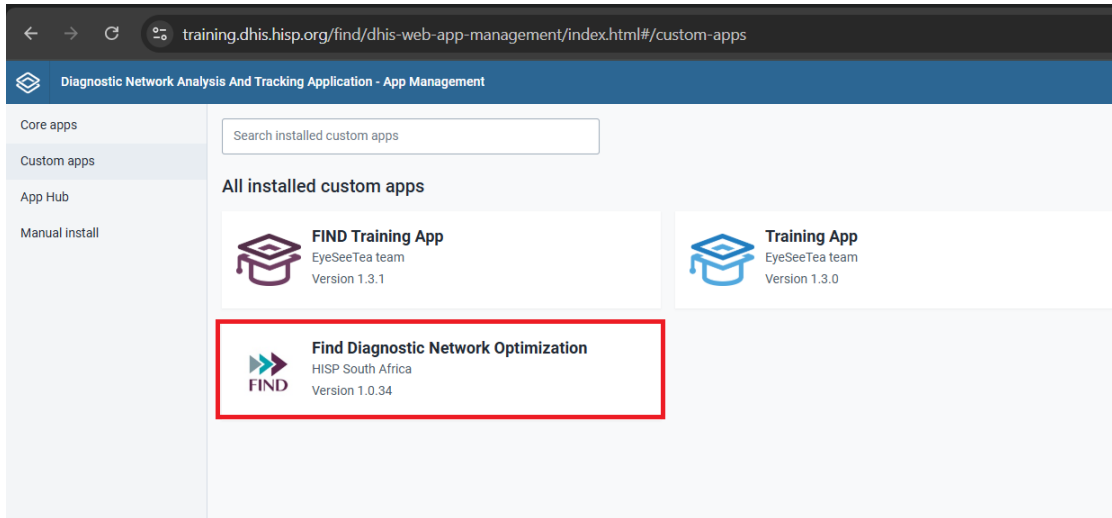 training.dhis.hisp.org/find/dhis-web-app-management/index.html#/custom-apps
Diagnostic Network Analysis And Tracking Application - App Management
Core apps
Custom apps
App Hub
Manual install
Search installed custom apps
All installed custom apps
FIND Training App
EyeSeeTea team
Version 1.3.1
Training App
EyeSeeTea team
Version 1.3.0
FIND
Find Diagnostic Network Optimization
HISP South Africa
Version 1.0.34